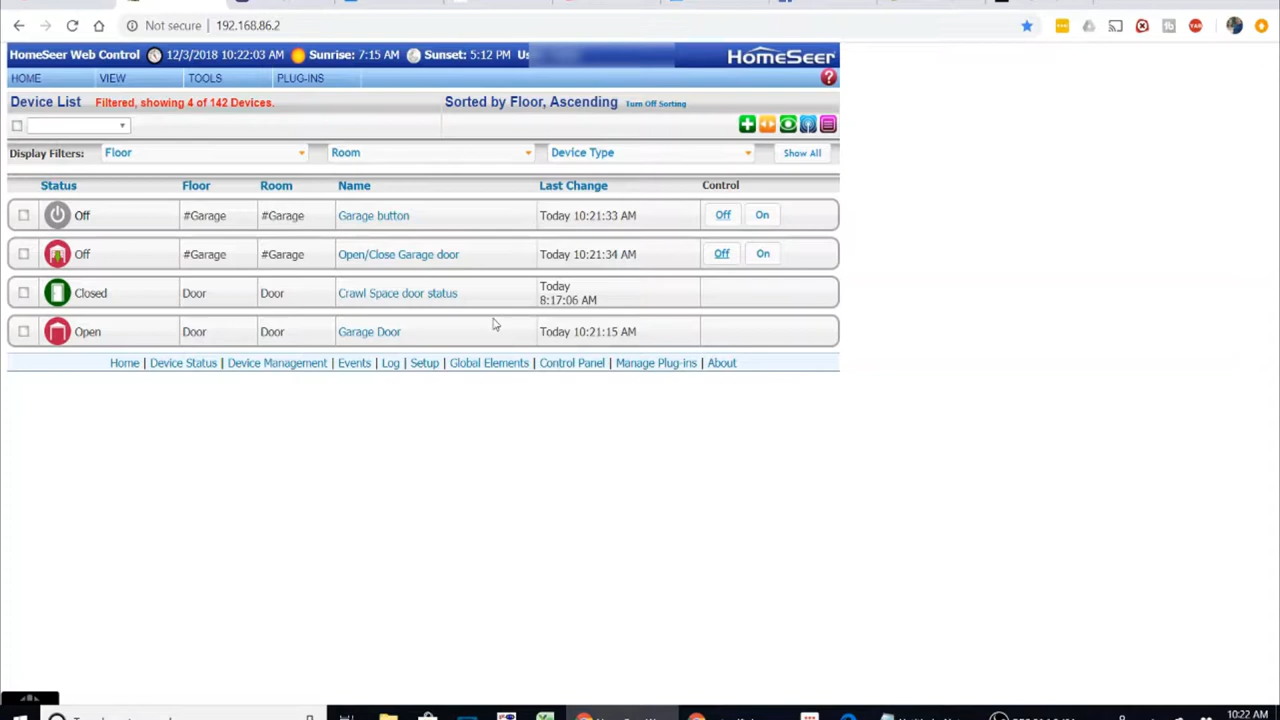 Not secure | 192.168.86.2
HomeSeer Web Control 12/3/2018 10:22:03 AM Sunrise: 7:15 AM Sunset: 5:12 PM Us
HomeSeer
HOME VIEW TOOLS PLUG-INS
Device List Filtered, showing 4 of 142 Devices. Sorted by Floor, Ascending Turn Off Sorting
Display Filters: Floor Room Device Type Show All
Status Floor Room Name Last Change Control
Off #Garage #Garage Garage button Today 10:21:33 AM Off On
Off #Garage #Garage Open/Close Garage door Today 10:21:34 AM Off On
Closed Door Door Crawl Space door status Today
8:17:06 AM
Open Door Door Garage Door Today 10:21:15 AM
Home | Device Status | Device Management | Events | Log | Setup | Global Elements | Control Panel | Manage Plug-ins | About
10:22 AM